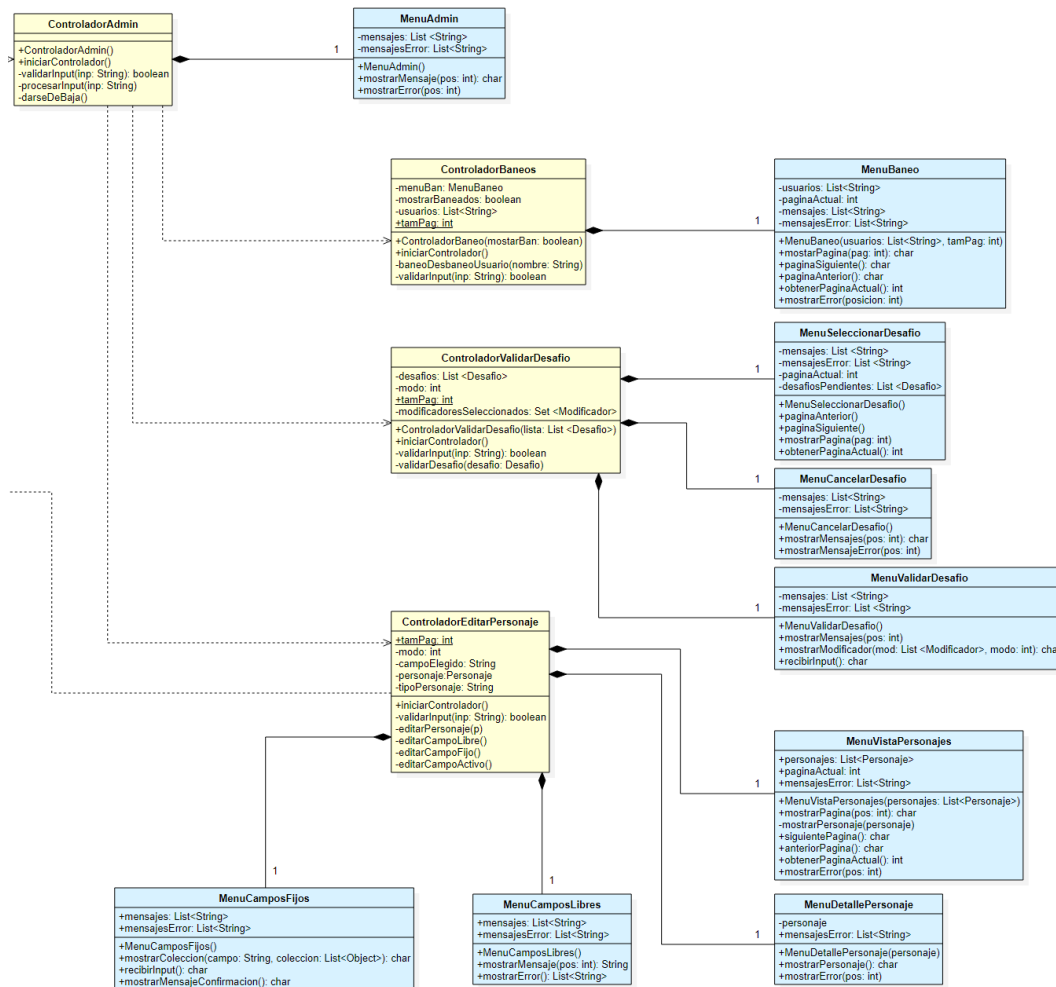 ControladorAdmin
+ControladorAdmin()
+iniciarControlador()
-validarInput(inp: String): boolean
-procesarInput(inp: String)
-darseDeBaja()
1
MenuAdmin
-mensajes: List <String>
-mensajesError: List<String>
+MenuAdmin()
+mostrarMensaje(pos: int): char
+mostrarError(pos: int)
ControladorBaneos
-menuBan: MenuBaneo
-mostrarBaneados: boolean
-usuarios: List<String>
+tamPag: int
+ControladorBaneo(mostarBan: boolean)
+iniciarControlador()
-baneoDesbaneoUsuario(nombre: String)
-validarInput(inp: String): boolean
1
MenuBaneo
-usuarios: List<String>
-paginaActual: int
-mensajes: List<String>
-mensajesError: List<String>
+MenuBaneo(usuarios: List<String>, tamPag: int)
+mostarPagina(pag: int): char
+paginaSiguiente(): char
+paginaAnterior(): char
+obtenerPaginaActual(): int
+mostrarError(posicion: int)
ControladorValidarDesafio
-desafios: List <Desafio>
-modo: int
+tamPag: int
-modificadoresSeleccionados: Set <Modificador>
+ControladorValidarDesafio(lista: List <Desafio>)
+iniciarControlador()
-validarInput(inp: String): boolean
-validarDesafio(desafio: Desafio)
1
MenuSeleccionarDesafio
-mensajes: List <String>
-mensajesError: List <String>
-paginaActual: int
-desafiosPendientes: List <Desafio>
+MenuSeleccionarDesafio()
+paginaAnterior()
+paginaSiguiente()
+mostrarPagina(pag: int)
+obtenerPaginaActual(): int
1
MenuCancelarDesafio
-mensajes: List<String>
-mensajesError: List<String>
+MenuCancelarDesafio()
+mostrarMensajes(pos: int): char
+mostrarMensajeError(pos: int)
1
MenuValidarDesafio
-mensajes: List <String>
-mensajesError: List <String>
+MenuValidarDesafio()
+mostrarMensajes(pos: int)
+mostrarModificador(mod: List <Modificador>, modo: int): cha
+recibirInput(): char
ControladorEditarPersonaje
+tamPag: int
-modo: int
-campoElegido: String
-personaje:Personaje
-tipoPersonaje: String
+iniciarControlador()
-validarInput(inp: String): boolean
-editarPersonaje(p)
-editarCampoLibre()
-editarCampoFijo()
-editarCampoActivo()
1
MenuVistaPersonajes
+personajes: List<Personaje>
+paginaActual: int
+mensajesError: List<String>
+MenuVistaPersonajes(personajes: List<Personaje>)
+mostrarPagina(pos: int): char
-mostrarPersonaje(personaje)
+siguientePagina(): char
+anteriorPagina(): char
+obtenerPaginaActual(): int
+mostrarError(pos: int)
1
MenuCamposFijos
+mensajes: List<String>
+mensajesError: List<String>
+MenuCamposFijos()
+mostrarColeccion(campo: String, coleccion: List<Object>): char
+recibirInput(): char
+mostrarMensajeConfirmacion(): char
1
MenuCamposLibres
+mensajes: List<String>
+mensajesError: List<String>
+MenuCamposLibres()
+mostrarMensaje(pos: int): String
+mostrarError(): List<String>
1
MenuDetallePersonaje
-personaje
+mensajesError: List<String>
+MenuDetallePersonaje(personaje)
+mostrarPersonaje(): char
+mostrarError(pos: int)